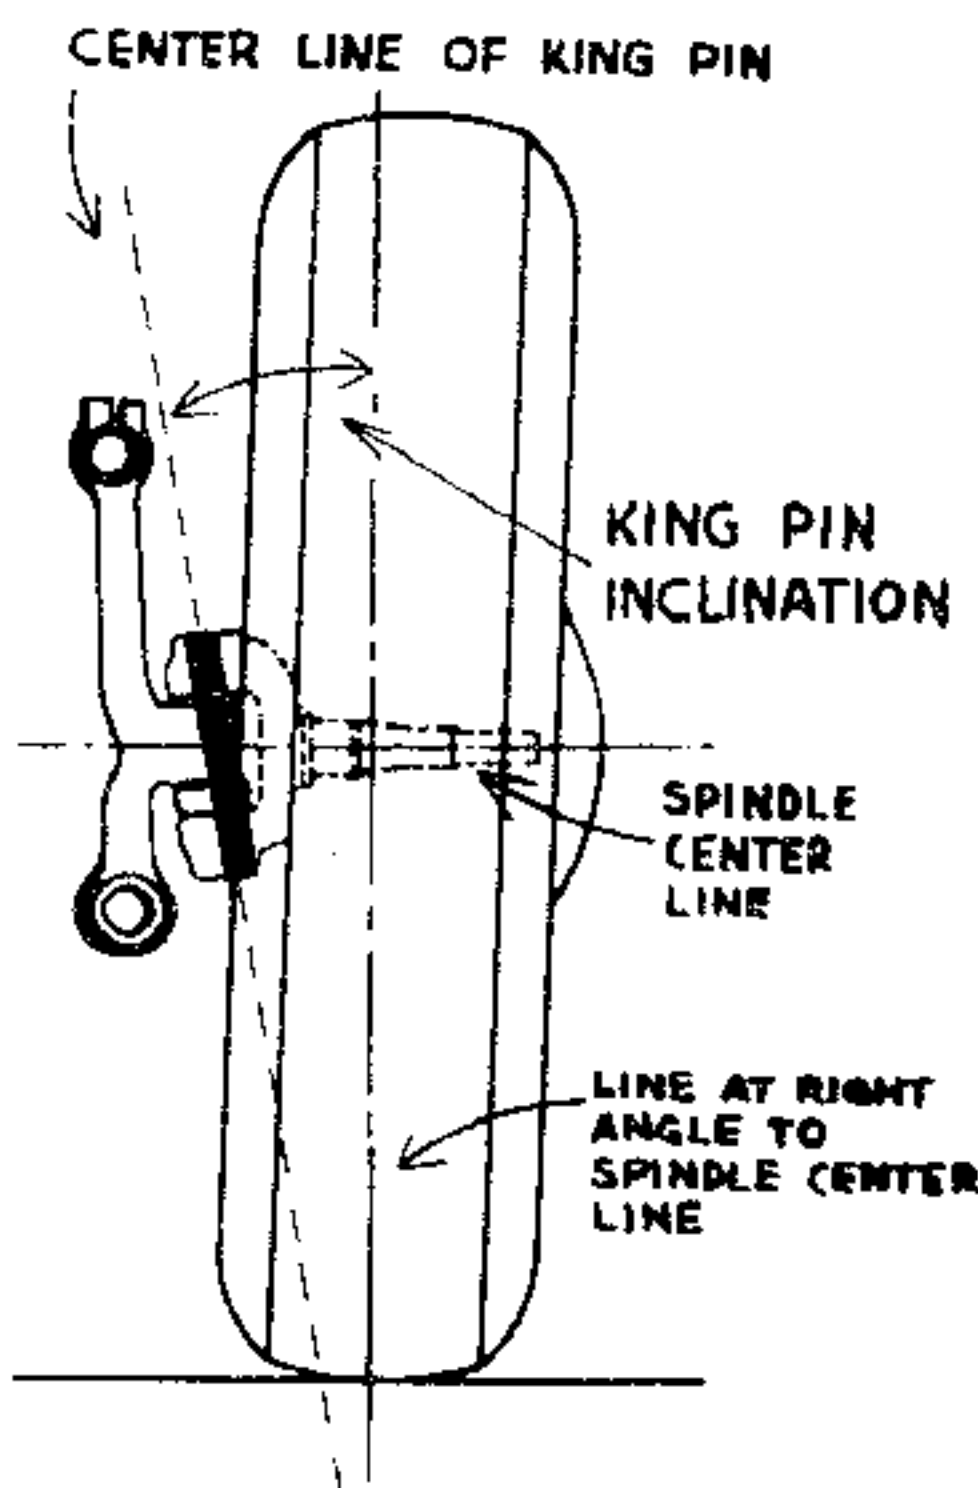 CENTER LINE OF KING PIN
KING PIN
INCLINATION
SPINDLE
CENTER
LINE
LINE AT RIGHT
ANGLE TO
SPINDLE CENTER
LINE